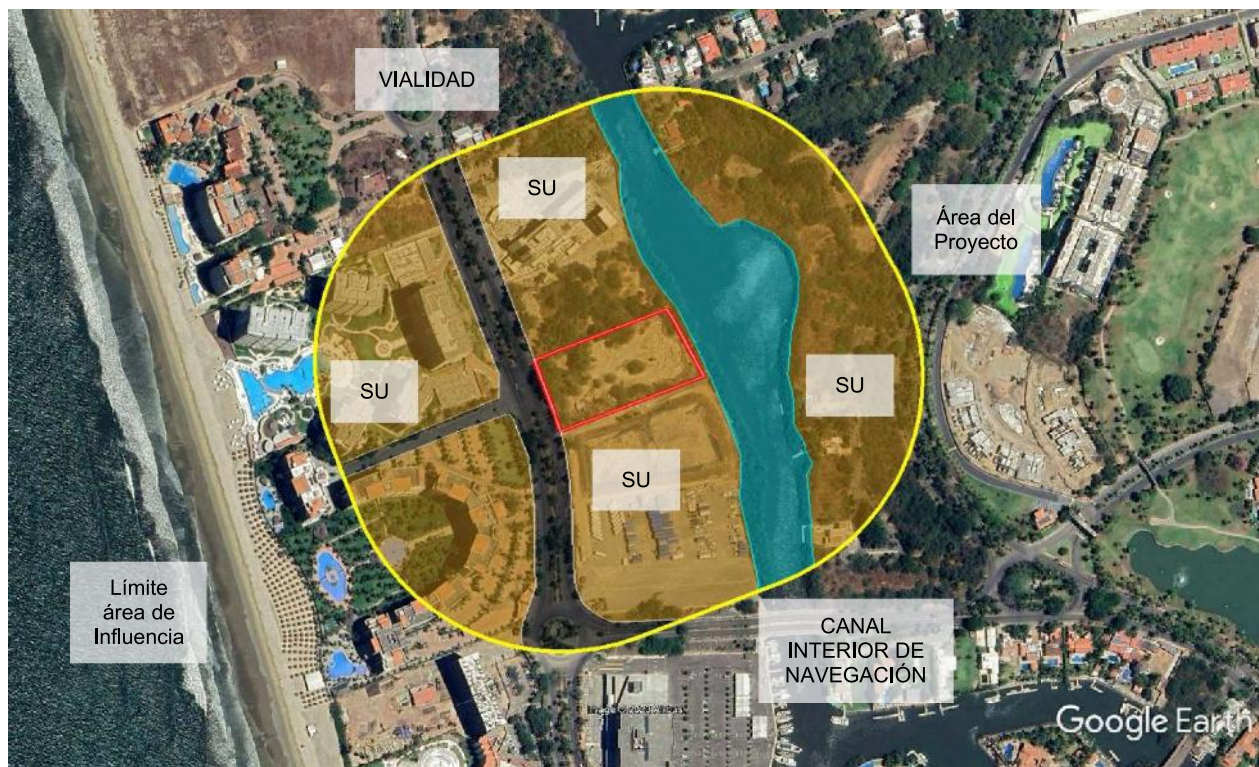 VIALIDAD
SU
Área del
Proyecto
SU
SU
SU
Límite
área de
Influencia
CANAL
INTERIOR DE
NAVEGACIÓN
Google Earth